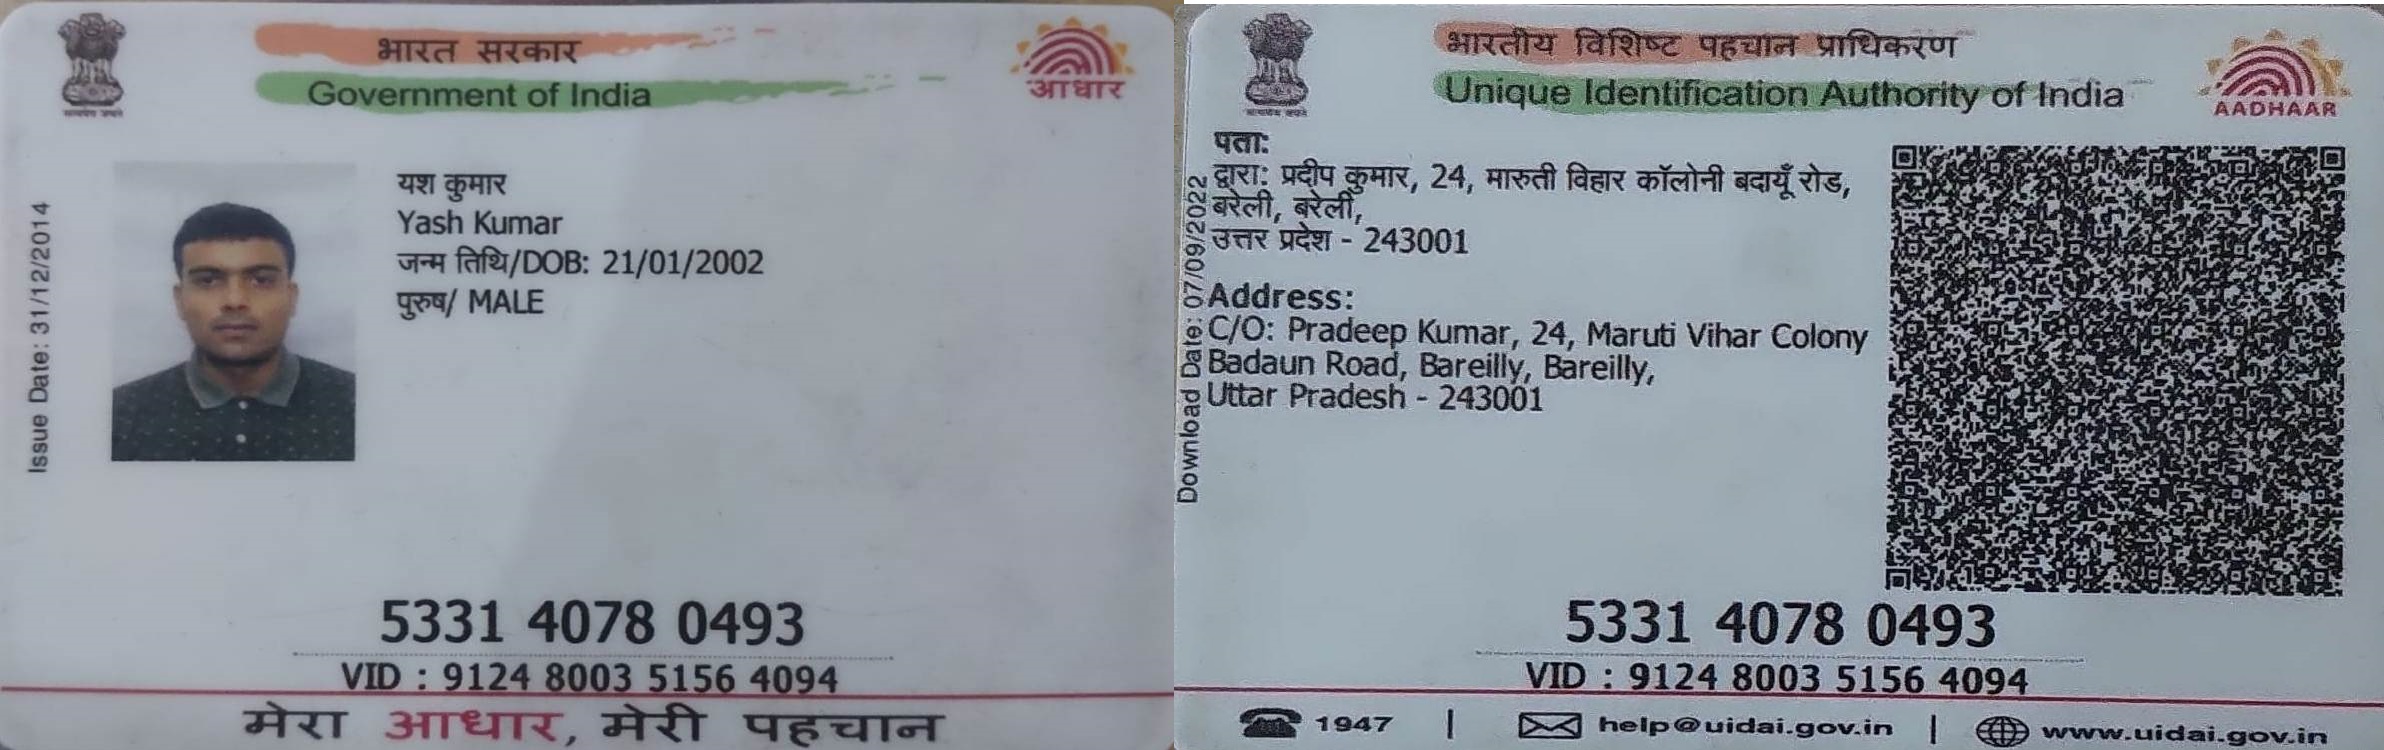 भारत सरकार
Government of India
आधार
Issue Date: 31/12/2014
यश कुमार
Yash Kumar
जन्म तिथि/DOB: 21/01/2002
पुरुष/ MALE
5331 4078 0493
VID : 9124 8003 5156 4094
मेरा आधार, मेरी पहचान
भारतीय विशिष्ट पहचान प्राधिकरण
Unique Identification Authority of India
AADHAAR
Download Date: 07/09/2022
पता:
द्वारा: प्रदीप कुमार, 24, मारुती विहार कॉलोनी बदायूँ रोड,
बरेली, बरेली,
उत्तर प्रदेश - 243001
Address:
C/O: Pradeep Kumar, 24, Maruti Vihar Colony
Badaun Road, Bareilly, Bareilly,
Uttar Pradesh - 243001
5331 4078 0493
VID : 9124 8003 5156 4094
1947 | help@uidai.gov.in | www.uidai.gov.in